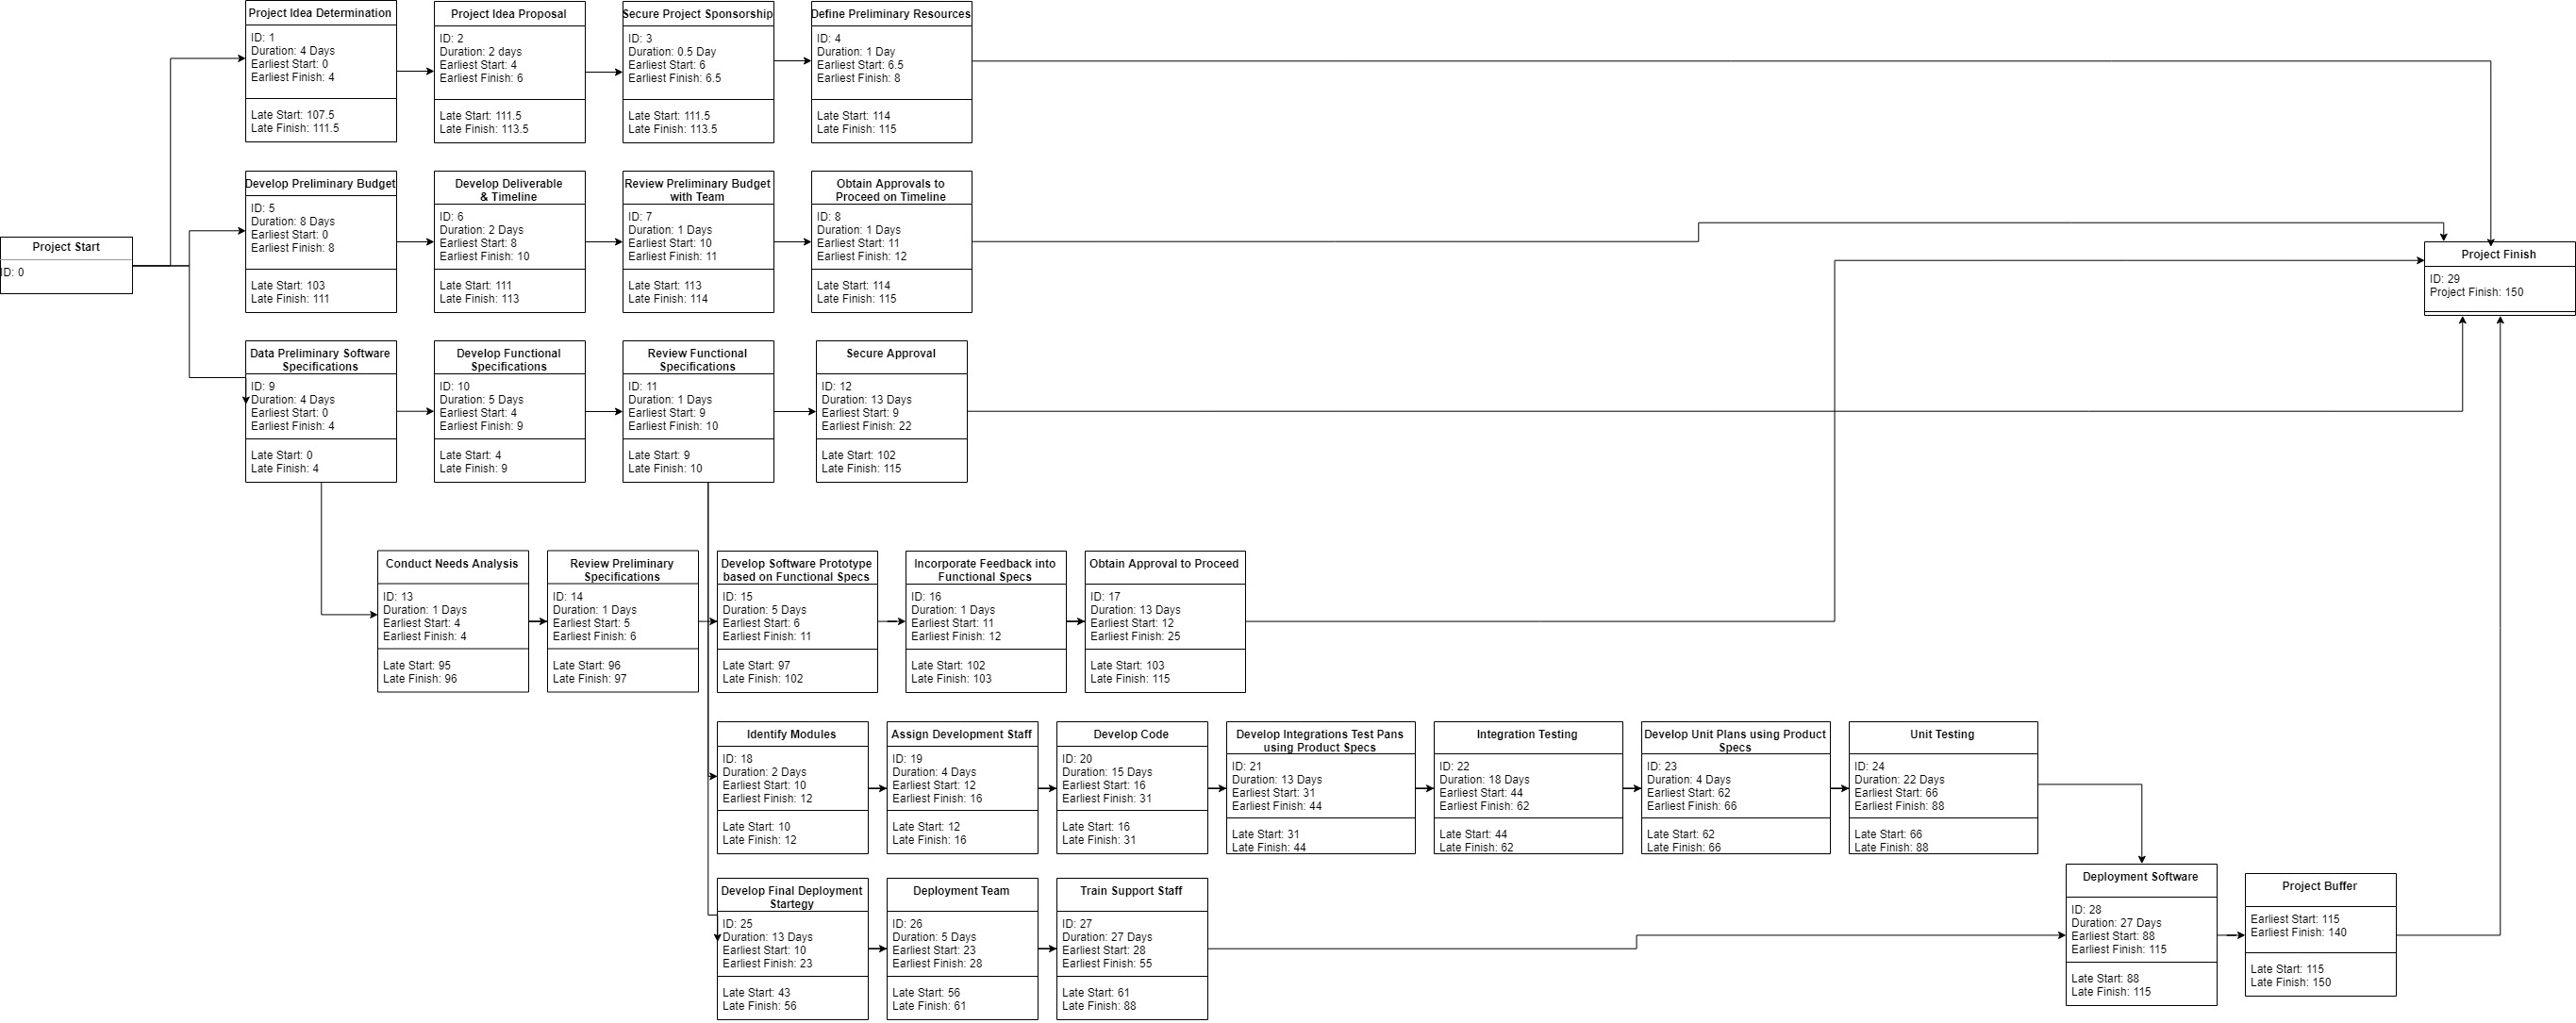 Project Start
ID: 0
Project Idea Determination
ID: 1
Duration: 4 Days
Earliest Start: 0
Earliest Finish: 4
Late Start: 107.5
Late Finish: 111.5
Project Idea Proposal
ID: 2
Duration: 2 days
Earliest Start: 4
Earliest Finish: 6
Late Start: 111.5
Late Finish: 113.5
Secure Project Sponsorship
ID: 3
Duration: 0.5 Day
Earliest Start: 6
Earliest Finish: 6.5
Late Start: 111.5
Late Finish: 113.5
Define Preliminary Resources
ID: 4
Duration: 1 Day
Earliest Start: 6.5
Earliest Finish: 8
Late Start: 114
Late Finish: 115
Develop Preliminary Budget
ID: 5
Duration: 8 Days
Earliest Start: 0
Earliest Finish: 8
Late Start: 103
Late Finish: 111
Develop Deliverable
& Timeline
ID: 6
Duration: 2 Days
Earliest Start: 8
Earliest Finish: 10
Late Start: 111
Late Finish: 113
Review Preliminary Budget
with Team
ID: 7
Duration: 1 Days
Earliest Start: 10
Earliest Finish: 11
Late Start: 113
Late Finish: 114
Obtain Approvals to
Proceed on Timeline
ID: 8
Duration: 1 Days
Earliest Start: 11
Earliest Finish: 12
Late Start: 114
Late Finish: 115
Project Finish
ID: 29
Project Finish: 150
Data Preliminary Software
Specifications
ID: 9
Duration: 4 Days
Earliest Start: 0
Earliest Finish: 4
Late Start: 0
Late Finish: 4
Develop Functional
Specifications
ID: 10
Duration: 5 Days
Earliest Start: 4
Earliest Finish: 9
Late Start: 4
Late Finish: 9
Review Functional
Specifications
ID: 11
Duration: 1 Days
Earliest Start: 9
Earliest Finish: 10
Late Start: 9
Late Finish: 10
Secure Approval
ID: 12
Duration: 13 Days
Earliest Start: 9
Earliest Finish: 22
Late Start: 102
Late Finish: 115
Conduct Needs Analysis
ID: 13
Duration: 1 Days
Earliest Start: 4
Earliest Finish: 4
Late Start: 95
Late Finish: 96
Review Preliminary
Specifications
ID: 14
Duration: 1 Days
Earliest Start: 5
Earliest Finish: 6
Late Start: 96
Late Finish: 97
Develop Software Prototype
based on Functional Specs
ID: 15
Duration: 5 Days
Earliest Start: 6
Earliest Finish: 11
Late Start: 97
Late Finish: 102
Incorporate Feedback into
Functional Specs
ID: 16
Duration: 1 Days
Earliest Start: 11
Earliest Finish: 12
Late Start: 102
Late Finish: 103
Obtain Approval to Proceed
ID: 17
Duration: 13 Days
Earliest Start: 12
Earliest Finish: 25
Late Start: 103
Late Finish: 115
Identify Modules
ID: 18
Duration: 2 Days
Earliest Start: 10
Earliest Finish: 12
Late Start: 10
Late Finish: 12
Assign Development Staff
ID: 19
Duration: 4 Days
Earliest Start: 12
Earliest Finish: 16
Late Start: 12
Late Finish: 16
Develop Code
ID: 20
Duration: 15 Days
Earliest Start: 16
Earliest Finish: 31
Late Start: 16
Late Finish: 31
Develop Integrations Test Pans
using Product Specs
ID: 21
Duration: 13 Days
Earliest Start: 31
Earliest Finish: 44
Late Start: 31
Late Finish: 44
Integration Testing
ID: 22
Duration: 18 Days
Earliest Start: 44
Earliest Finish: 62
Late Start: 44
Late Finish: 62
Develop Unit Plans using Product
Specs
ID: 23
Duration: 4 Days
Earliest Start: 62
Earliest Finish: 66
Late Start: 62
Late Finish: 66
Unit Testing
ID: 24
Duration: 22 Days
Earliest Start: 66
Earliest Finish: 88
Late Start: 66
Late Finish: 88
Develop Final Deployment
Startegy
ID: 25
Duration: 13 Days
Earliest Start: 10
Earliest Finish: 23
Late Start: 43
Late Finish: 56
Deployment Team
ID: 26
Duration: 5 Days
Earliest Start: 23
Earliest Finish: 28
Late Start: 56
Late Finish: 61
Train Support Staff
ID: 27
Duration: 27 Days
Earliest Start: 28
Earliest Finish: 55
Late Start: 61
Late Finish: 88
Deployment Software
ID: 28
Duration: 27 Days
Earliest Start: 88
Earliest Finish: 115
Late Start: 88
Late Finish: 115
Project Buffer
Earliest Start: 115
Earliest Finish: 140
Late Start: 115
Late Finish: 150